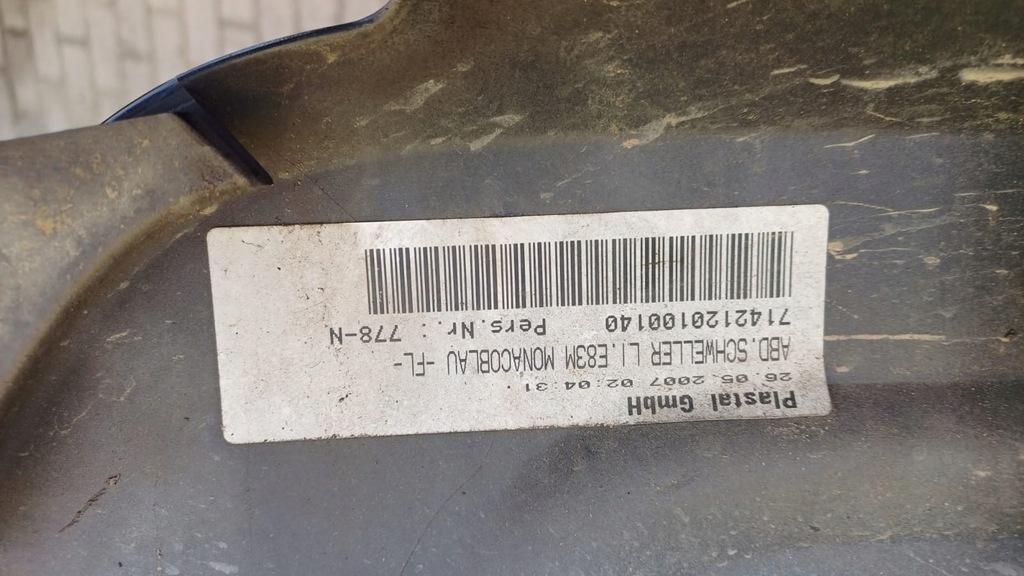 Plastal GmbH
26.05.2007 02:04:31
ABD.SCHWELLER LI.E83M MONACOBLAU -FL-
7142120100140 Pers.Nr.: 778-N